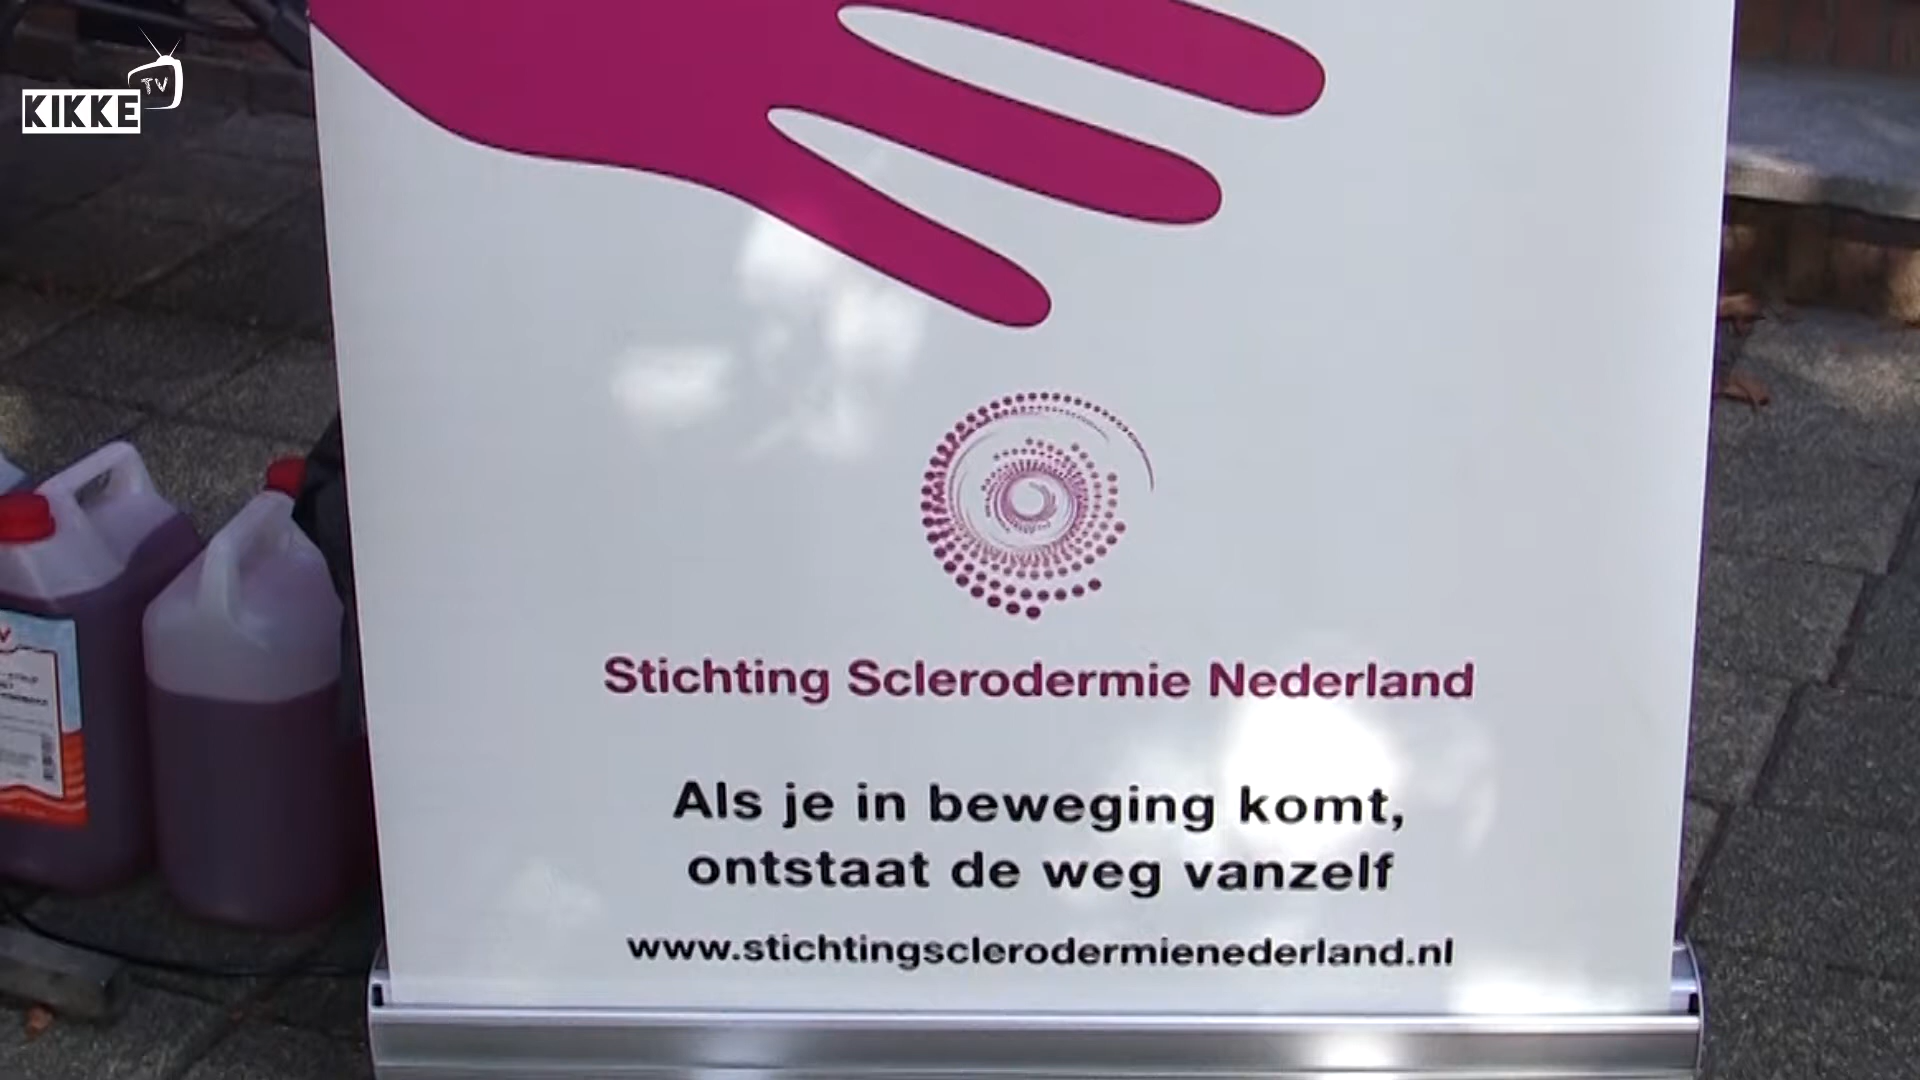 KIKKE TV
Stichting Sclerodermie Nederland
Als je in beweging komt,
ontstaat de weg vanzelf
www.stichtingsclerodermienederland.nl